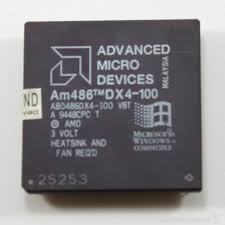 ADVANCED
MICRO
DEVICES
MALAYSIA
Am486™DX4-100
A80486DX4-100 V8T
A 9448CPC T
© AMD
3 VOLT
HEATSINK AND
FAN REQ'D
MICROSOFT
WINDOWS
COMPATIBLE
25253